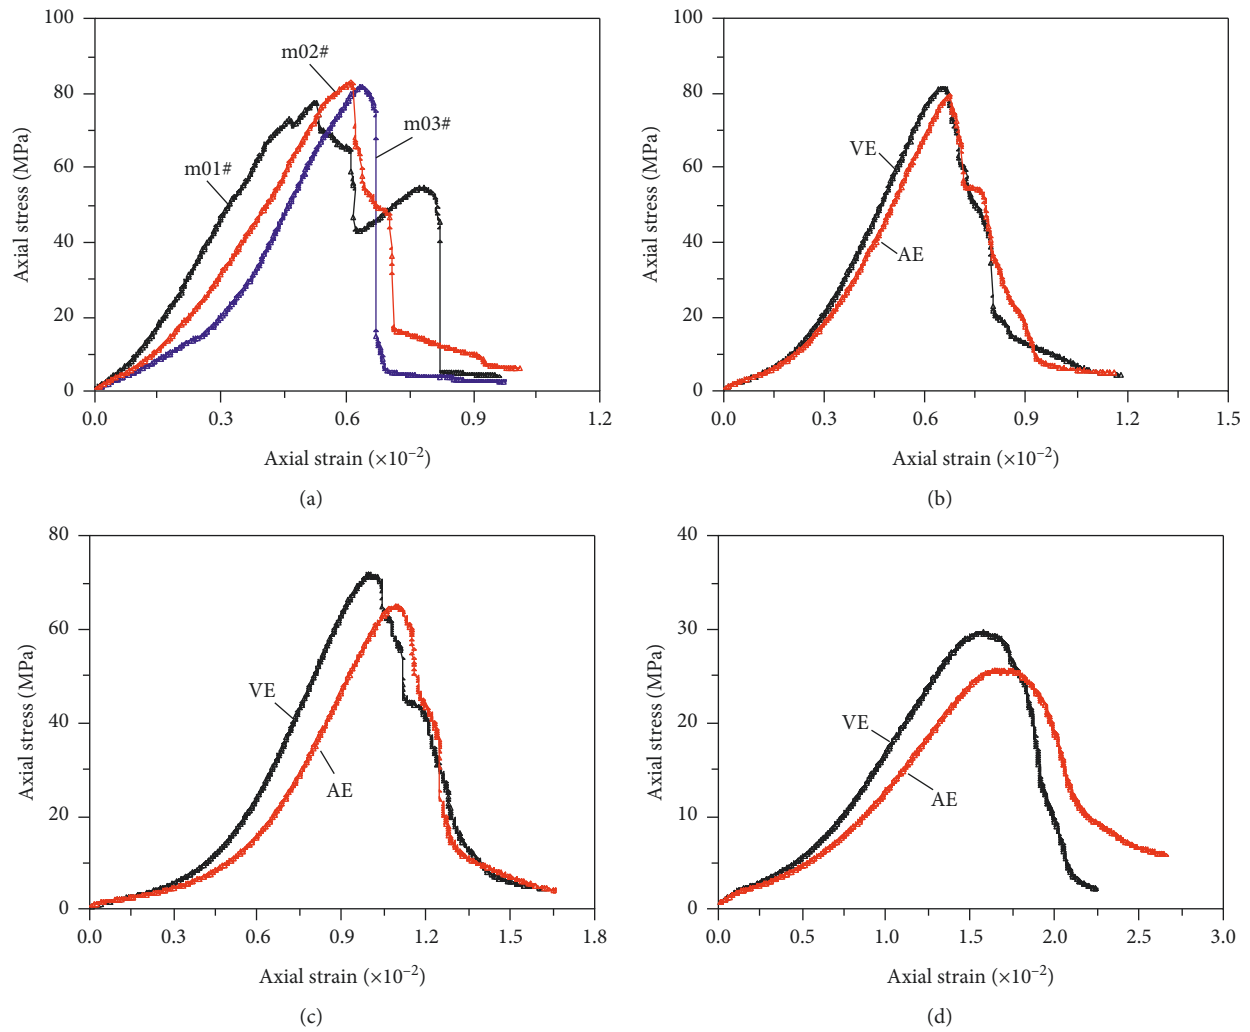 100
80
60
40
20
0
Axial stress (MPa)
m02#
m03#
m01#
0.0
0.3
0.6
0.9
1.2
Axial strain (×10⁻²)
(a)
100
80
60
40
20
0
Axial stress (MPa)
VE
AE
0.0
0.3
0.6
0.9
1.2
1.5
Axial strain (×10⁻²)
(b)
80
60
40
20
0
Axial stress (MPa)
VE
AE
0.0
0.3
0.6
0.9
1.2
1.5
1.8
Axial strain (×10⁻²)
(c)
40
30
20
10
0
Axial stress (MPa)
VE
AE
0.0
0.5
1.0
1.5
2.0
2.5
3.0
Axial strain (×10⁻²)
(d)